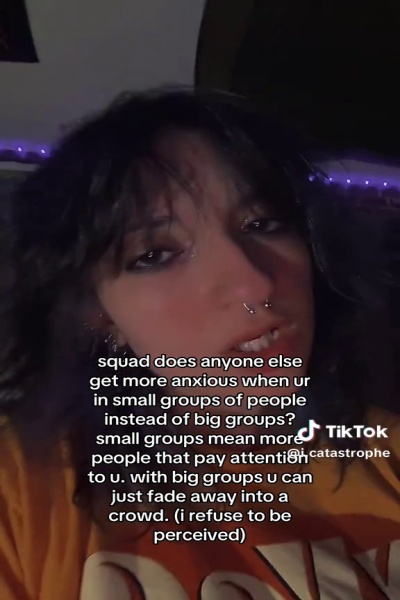 squad does anyone else
get more anxious when ur
in small groups of people
instead of big groups?
small groups mean more
people that pay attention
to u. with big groups u can
just fade away into a
crowd. (i refuse to be
perceived)
TikTok
@i.catastrophe